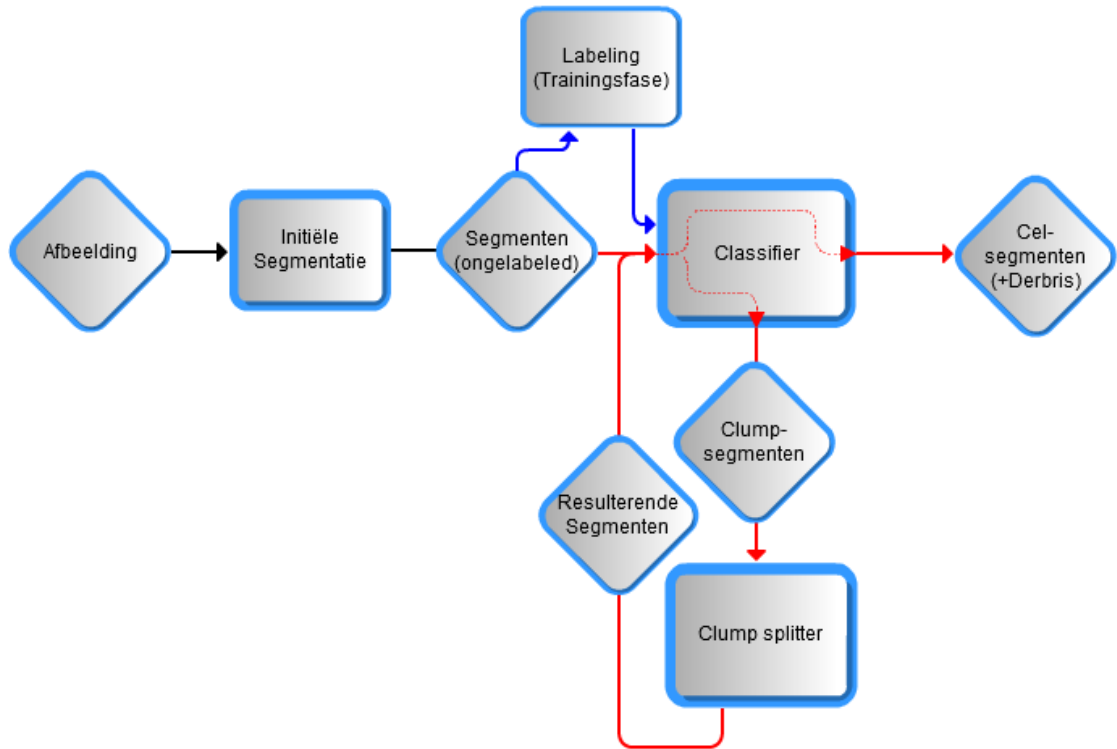 Labeling
(Trainingsfase)
Afbeelding
Initiële
Segmentatie
Segmenten
(ongelabeled)
Classifier
Cel-
segmenten
(+Derbris)
Clump-
segmenten
Resulterende
Segmenten
Clump splitter